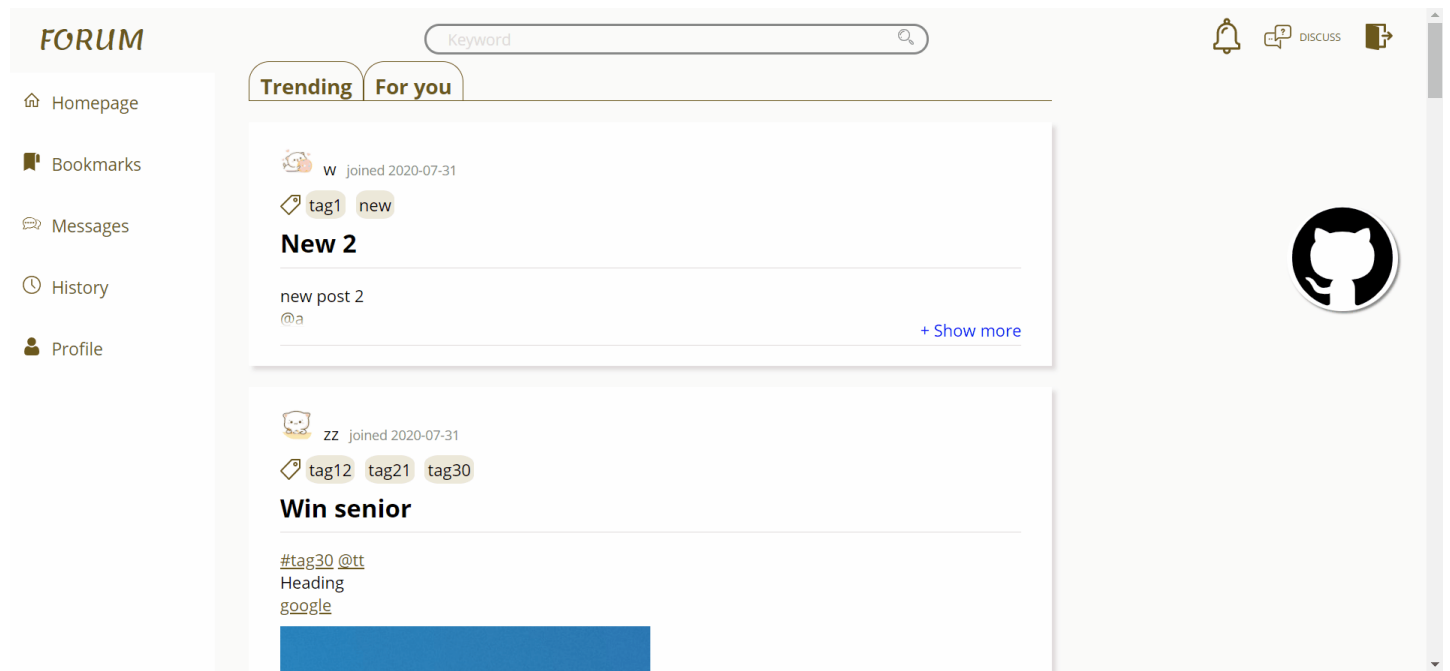 FORUM
Keyword
DISCUSS
Homepage
Bookmarks
Messages
History
Profile
Trending
For you
w joined 2020-07-31
tag1 new
New 2
new post 2
@a
+ Show more
zz joined 2020-07-31
tag12 tag21 tag30
Win senior
#tag30 @tt
Heading
google